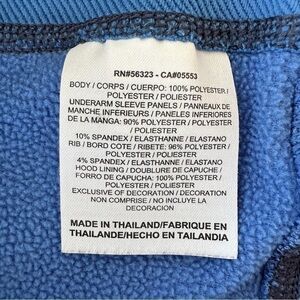 RN#56323 - CA#05553
BODY / CORPS / CUERPO: 100% POLYESTER /
POLYESTER / POLIESTER
UNDERARM SLEEVE PANELS / PANNEAUX DE
MANCHE INFERIEURS / PANELES INFERIORES
DE LA MANGA: 90% POLYESTER / POLYESTER
/ POLIESTER
10% SPANDEX / ELASTHANNE / ELASTANO
RIB / BORD COTE / RIBETE: 96% POLYESTER /
POLYESTER / POLIESTER
4% SPANDEX / ELASTHANNE / ELASTANO
HOOD LINING / DOUBLURE DE CAPUCHE /
FORRO DE CAPUCHA: 100% POLYESTER /
POLYESTER / POLIESTER
EXCLUSIVE OF DECORATION / DECORATION
NON COMPRISE / NO INCLUYE LA
DECORACION
MADE IN THAILAND/FABRIQUE EN
THAILANDE/HECHO EN TAILANDIA